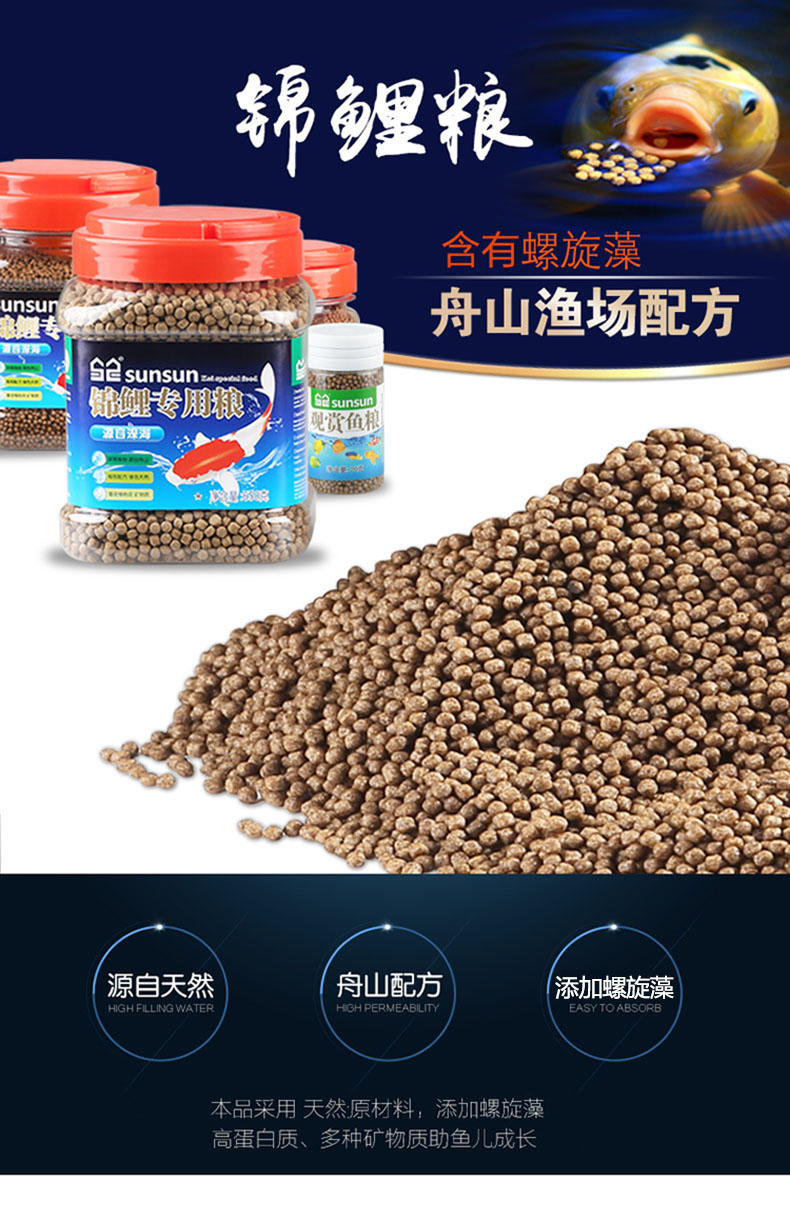 锦鲤粮
含有螺旋藻
舟山渔场配方
sunsun
sunsun
锦鲤专用粮
源自深海
sunsun
观赏鱼粮
源自天然
HIGH FILLING WATER
舟山配方
HIGH PERMEABILITY
添加螺旋藻
EASY TO ABSORB
本品采用 天然原材料，添加螺旋藻
高蛋白质、多种矿物质助鱼儿成长